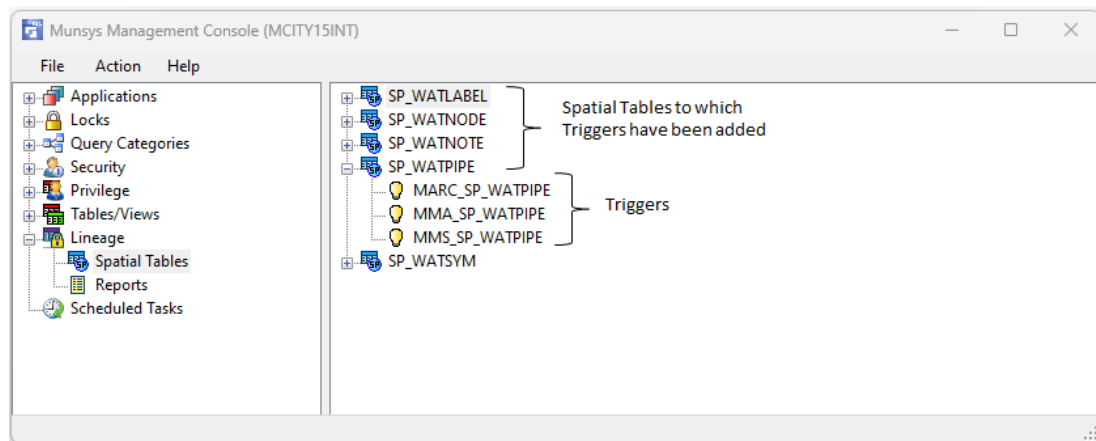 Munsys Management Console (MCITY15INT)
File Action Help
Applications
Locks
Query Categories
Security
Privilege
Tables/Views
Lineage
Spatial Tables
Reports
Scheduled Tasks
SP_WATLABEL
SP_WATNODE
SP_WATNOTE
SP_WATPIPE
MARC_SP_WATPIPE
MMA_SP_WATPIPE
MMS_SP_WATPIPE
SP_WATSYM
Spatial Tables to which
Triggers have been added
Triggers